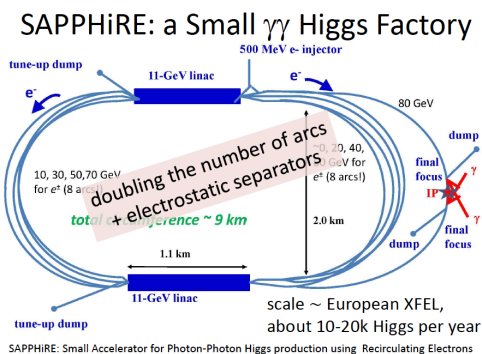 SAPPHiRE: a Small γγ Higgs Factory
500 MeV e- injector
tune-up dump
11-GeV linac
e-
e-
80 GeV
dump
10, 30, 50,70 GeV
for e± (8 arcs!)
20, 40,
GeV for
e± (8 arcs!)
doubling the number of arcs
+ electrostatic separators
final
focus
γ
IP
γ
total circumference ~ 9 km
2.0 km
dump
final
focus
1.1 km
11-GeV linac
tune-up dump
scale ~ European XFEL,
about 10-20k Higgs per year
SAPPHiRE: Small Accelerator for Photon-Photon Higgs production using Recirculating Electrons